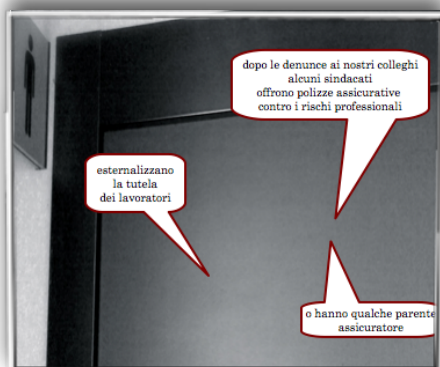 dopo le denunce ai nostri colleghi
alcuni sindacati
offrono polizze assicurative
contro i rischi professionali
esternalizzano
la tutela
dei lavoratori
o hanno qualche parente
assicuratore